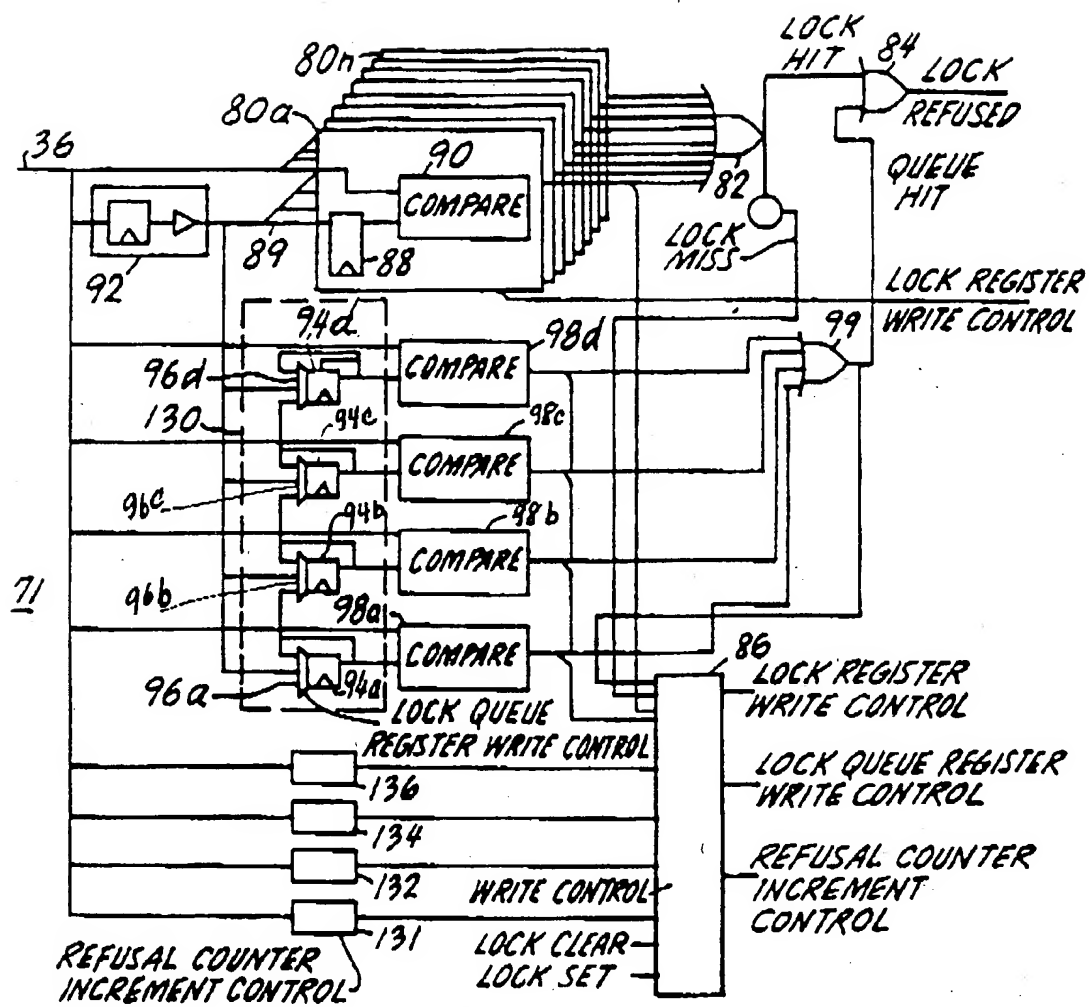 80n
LOCK
HIT
84
LOCK
REFUSED
80a
36
90
COMPARE
82
QUEUE
HIT
92
89
88
LOCK
MISS
LOCK REGISTER
WRITE CONTROL
94d
98d
COMPARE
99
96d
130
94c
98c
COMPARE
96c
94b
98b
COMPARE
96b
71
98a
COMPARE
86
96a
94a
LOCK QUEUE
REGISTER WRITE CONTROL
LOCK REGISTER
WRITE CONTROL
136
LOCK QUEUE REGISTER
WRITE CONTROL
134
132
WRITE CONTROL
REFUSAL COUNTER
INCREMENT
CONTROL
131
LOCK CLEAR
LOCK SET
REFUSAL COUNTER
INCREMENT CONTROL